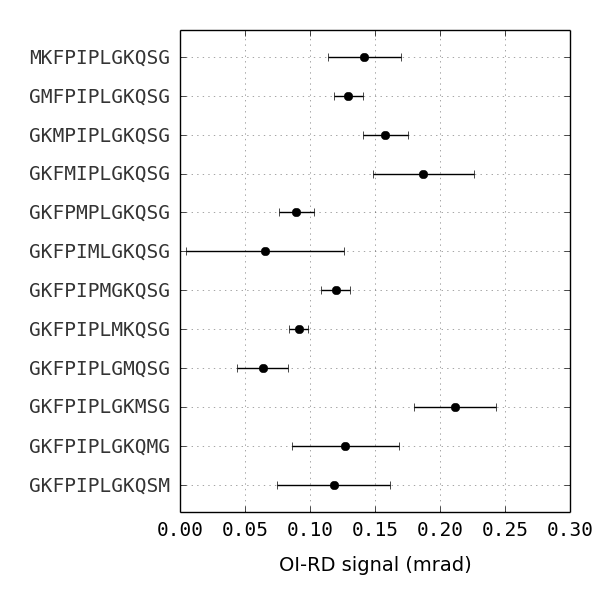 MKFPIPLGKQSG
GMFPIPLGKQSG
GKMPIPLGKQSG
GKFMIPLGKQSG
GKFPMPLGKQSG
GKFPIMLGKQSG
GKFPIPMGKQSG
GKFPIPLMKQSG
GKFPIPLGMQSG
GKFPIPLGKMSG
GKFPIPLGKQMG
GKFPIPLGKQSM
0.00 0.05 0.10 0.15 0.20 0.25 0.30
OI-RD signal (mrad)